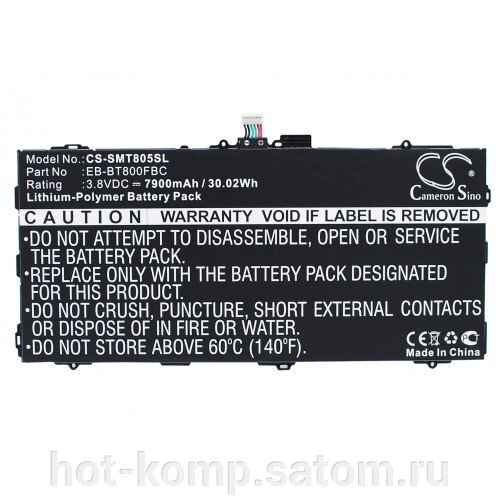 Model No.: CS-SMT805SL
Part No : EB-BT800FBC
Rating : 3.8VDC 7900mAh / 30.02Wh
Lithium-Polymer Battery Pack
CS
Cameron Sino
WARRANTY VOID IF LABEL IS REMOVED
• DO NOT ATTEMPT TO DISASSEMBLE, OPEN OR SERVICE
THE BATTERY PACK.
• REPLACE ONLY WITH THE BATTERY PACK DESIGNATED
FOR THIS PRODUCT.
• DO NOT CRUSH, PUNCTURE, SHORT EXTERNAL CONTACTS
OR DISPOSE OF IN FIRE OR WATER.
• DO NOT STORE ABOVE 60°C (140°F).
CE FC
Made In China
hot-komp.satom.ru